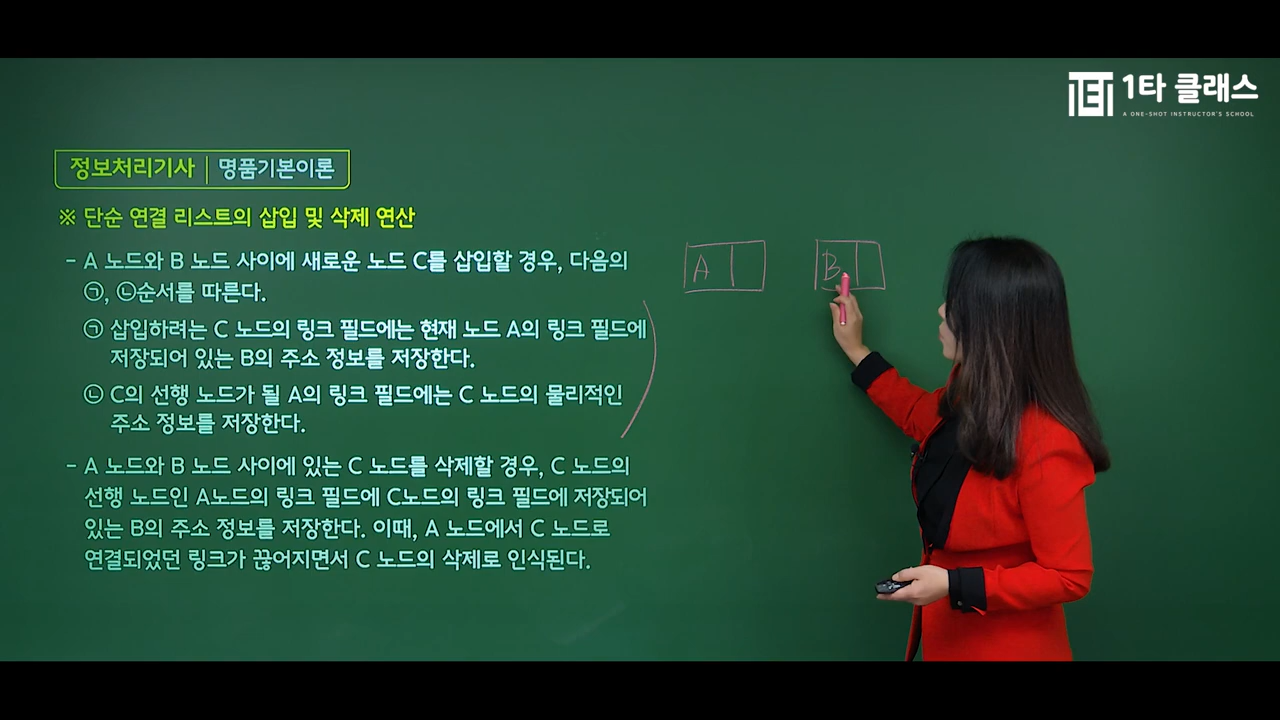 1타 클래스
A ONE-SHOT INSTRUCTOR'S SCHOOL
정보처리기사 | 명품기본이론
※ 단순 연결 리스트의 삽입 및 삭제 연산
- A 노드와 B 노드 사이에 새로운 노드 C를 삽입할 경우, 다음의
㉠, ㉡순서를 따른다.
㉠ 삽입하려는 C 노드의 링크 필드에는 현재 노드 A의 링크 필드에
저장되어 있는 B의 주소 정보를 저장한다.
㉡ C의 선행 노드가 될 A의 링크 필드에는 C 노드의 물리적인
주소 정보를 저장한다.
- A 노드와 B 노드 사이에 있는 C 노드를 삭제할 경우, C 노드의
선행 노드인 A노드의 링크 필드에 C노드의 링크 필드에 저장되어
있는 B의 주소 정보를 저장한다. 이때, A 노드에서 C 노드로
연결되었던 링크가 끊어지면서 C 노드의 삭제로 인식된다.
A B